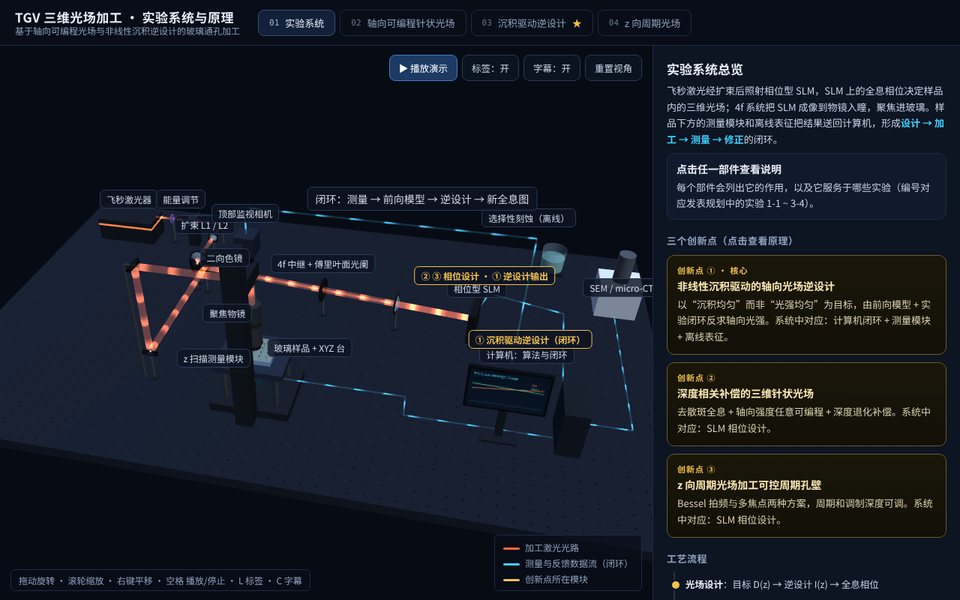 TGV 三维光场加工 · 实验系统与原理
基于轴向可编程光场与非线性沉积逆设计的玻璃通孔加工
01 实验系统
02 轴向可编程针状光场
03 沉积驱动逆设计 ★
04 z 向周期光场
▶ 播放演示
标签：开
字幕：开
重置视角
飞秒激光器
能量调节
扩束 L1 / L2
顶部监视相机
二向色镜
闭环：测量 → 前向模型 → 逆设计 → 新全息图
选择性刻蚀（离线）
4f 中继 + 傅里叶面光阑
② ③ 相位设计 · ① 逆设计输出
相位型 SLM
SEM / micro-CT
聚焦物镜
z 扫描测量模块
玻璃样品 + XYZ 台
① 沉积驱动逆设计（闭环）
计算机：算法与闭环
加工激光光路
测量与反馈数据流（闭环）
创新点所在模块
拖动旋转 · 滚轮缩放 · 右键平移 · 空格 播放/停止 · L 标签 · C 字幕
实验系统总览
飞秒激光经扩束后照射相位型 SLM，SLM 上的全息相位决定样品
内的三维光场；4f 系统把 SLM 成像到物镜入瞳，聚焦进玻璃。样
品下方的测量模块和离线表征把结果送回计算机，形成设计 → 加
工 → 测量 → 修正的闭环。
点击任一部件查看说明
每个部件会列出它的作用，以及它服务于哪些实验（编号对
应发表规划中的实验 1-1 ~ 3-4）。
三个创新点（点击查看原理）
创新点 ① · 核心
非线性沉积驱动的轴向光场逆设计
以“沉积均匀”而非“光强均匀”为目标，由前向模型 + 实
验闭环反求轴向光强。系统中对应：计算机闭环 + 测量模块
+ 离线表征。
创新点 ②
深度相关补偿的三维针状光场
去散斑全息 + 轴向强度任意可编程 + 深度退化补偿。系统中
对应：SLM 相位设计。
创新点 ③
z 向周期光场加工可控周期孔壁
Bessel 拍频与多焦点两种方案，周期和调制深度可调。系统
中对应：SLM 相位设计。
工艺流程
光场设计：目标 D(z) → 逆设计 I(z) → 全息相位